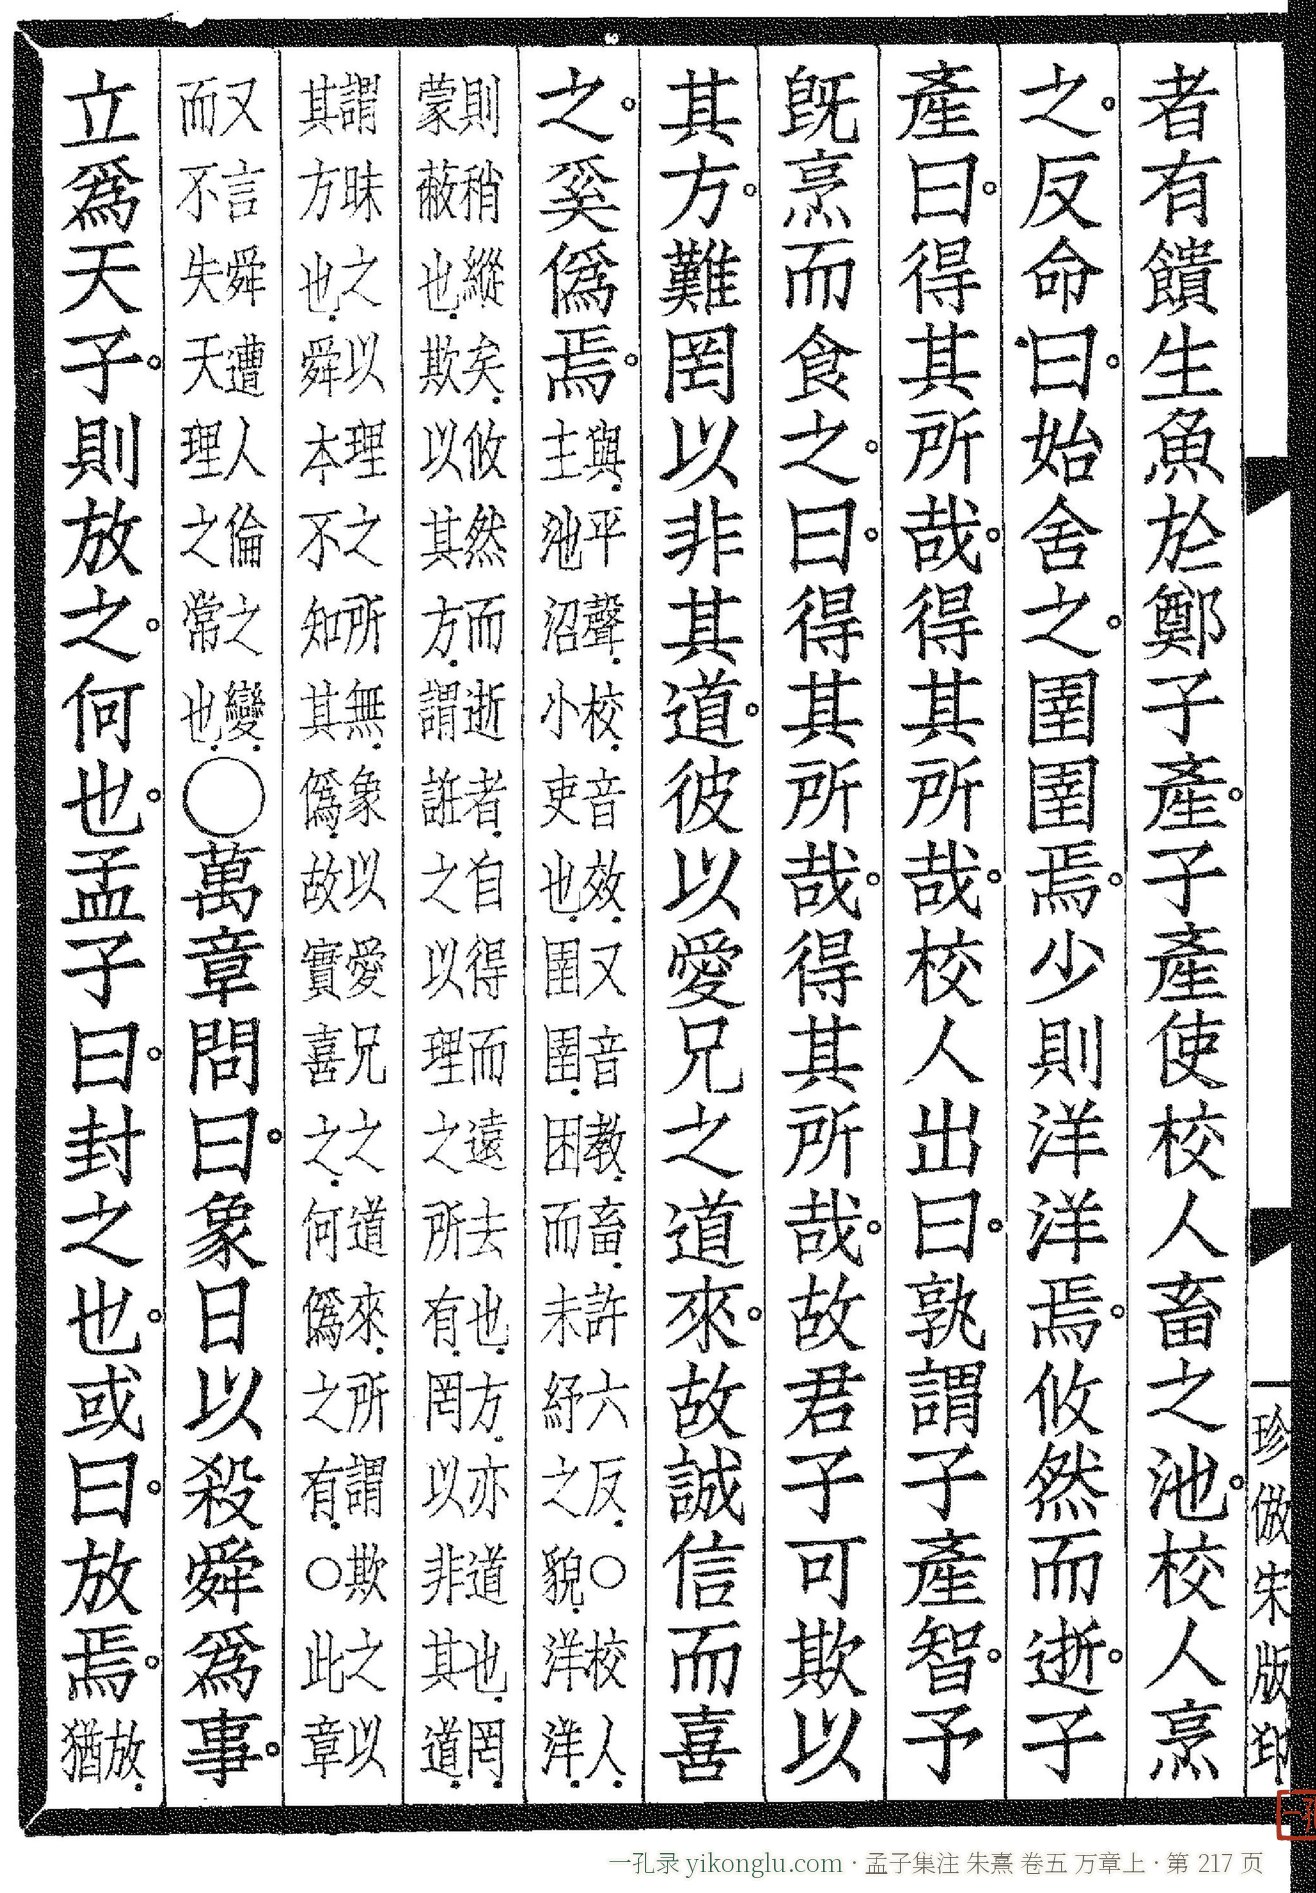 珍倣宋版印
者有饋生魚於鄭子產。子產使校人畜之池。校人烹
之。反命曰。始舍之。圉圉焉。少則洋洋焉。攸然而逝。子
產曰。得其所哉。得其所哉。校人出曰。孰謂子產智。予
既烹而食之。曰。得其所哉。得其所哉。故君子可欺以
其方。難罔以非其道。彼以愛兄之道來。故誠信而喜
之。奚僞焉。
與平聲校音效又音教畜許六反○校人
主池沼小吏也圉圉困而未紓之貌洋洋
則稍縱矣攸然而逝者自得而遠去也方亦道也罔
蒙蔽也欺以其方謂誑之以理之所有罔以非其道
謂昧之以理之所無象以愛兄之道來所謂欺之以
其方也舜本不知其僞故實喜之何僞之有○此章
又言舜遭人倫之變
而不失天理之常也
○萬章問曰。象日以殺舜爲事。
立爲天子。則放之。何也。孟子曰。封之也。或曰。放焉。
放
猶
一孔录 yikonglu.com · 孟子集注 朱熹 卷五 万章上 · 第 217 页